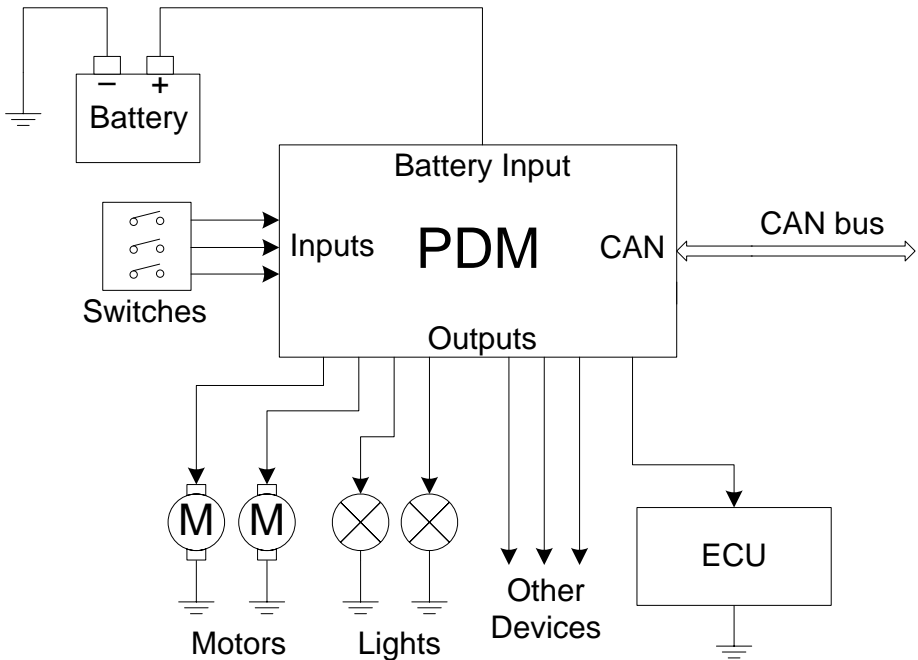 − +
Battery
Battery Input
Inputs
PDM
CAN
CAN bus
Switches
Outputs
M
M
ECU
Other
Devices
Motors
Lights